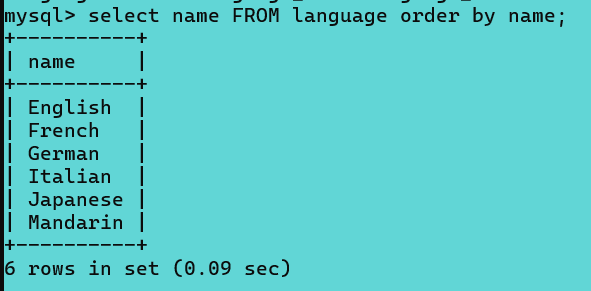 mysql> select name FROM language order by name;
+----------+
| name     |
+----------+
| English  |
| French   |
| German   |
| Italian  |
| Japanese |
| Mandarin |
+----------+
6 rows in set (0.09 sec)